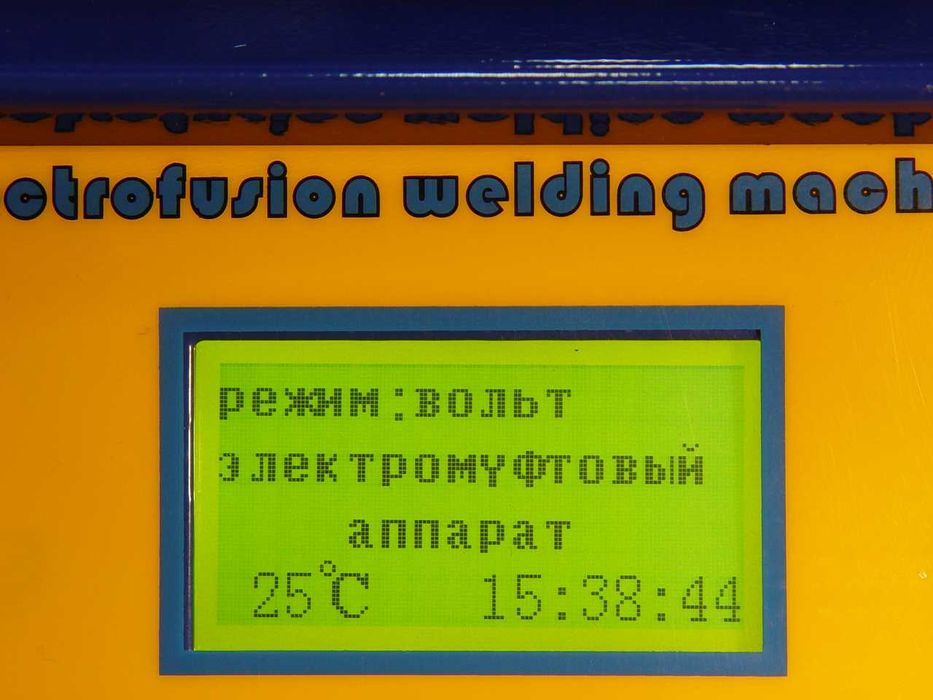 ctrofusion welding mach
режим:вольт
электромуфтовый
аппарат
25°C 15:38:44